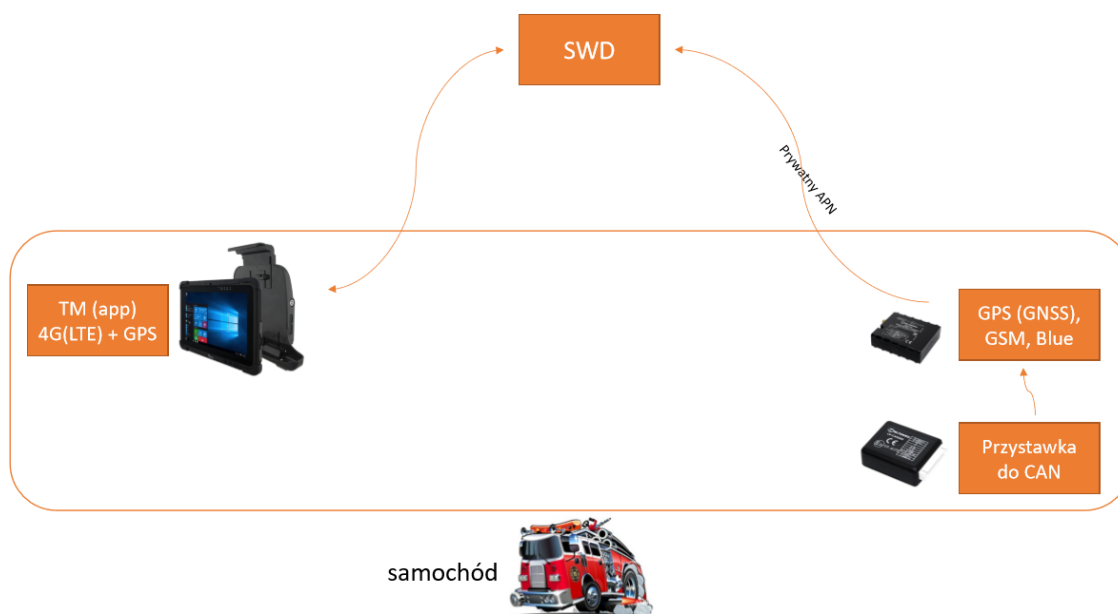 SWD
Prywatny APN
TM (app)
4G(LTE) + GPS
GPS (GNSS),
GSM, Blue
Przystawka
do CAN
samochód